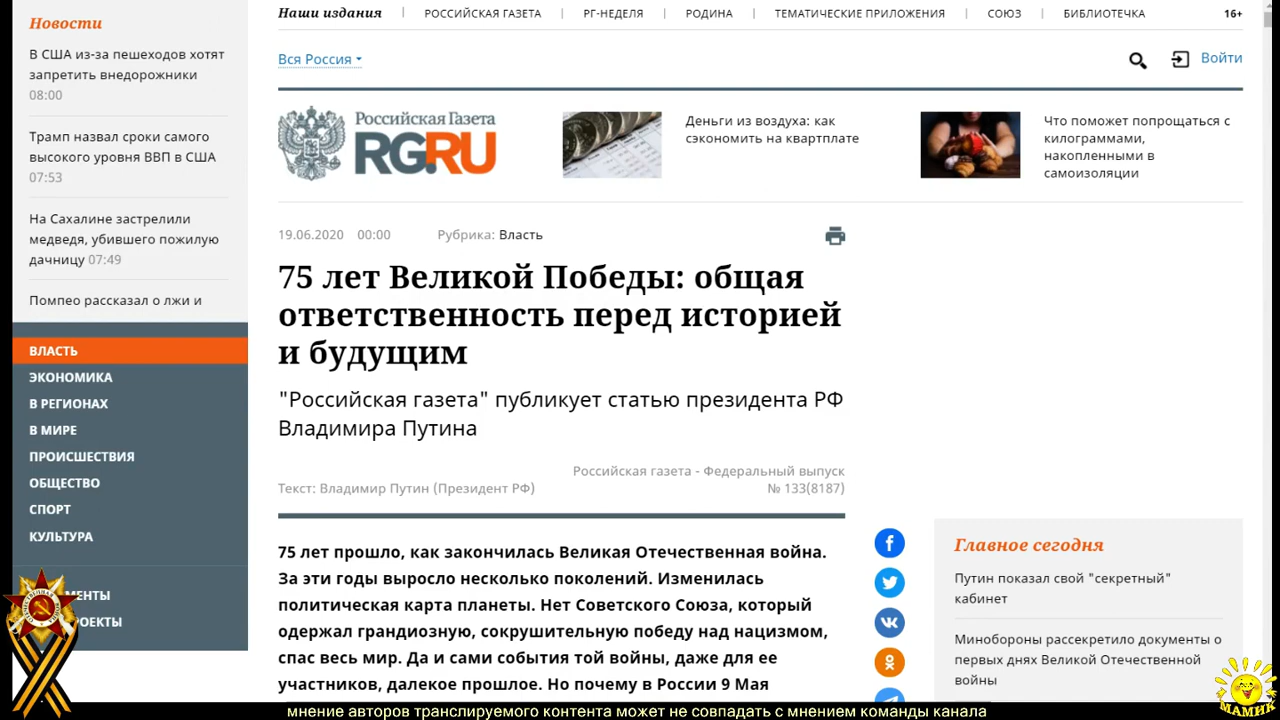 Наши издания
РОССИЙСКАЯ ГАЗЕТА
РГ-НЕДЕЛЯ
РОДИНА
ТЕМАТИЧЕСКИЕ ПРИЛОЖЕНИЯ
СОЮЗ
БИБЛИОТЕЧКА
16+
Вся Россия
Войти
Новости
В США из-за пешеходов хотят
запретить внедорожники
08:00
Трамп назвал сроки самого
высокого уровня ВВП в США
07:53
На Сахалине застрелили
медведя, убившего пожилую
дачницу 07:49
Помпео рассказал о лжи и
ВЛАСТЬ
ЭКОНОМИКА
В РЕГИОНАХ
В МИРЕ
ПРОИСШЕСТВИЯ
ОБЩЕСТВО
СПОРТ
КУЛЬТУРА
МЕНТЫ
РОЕКТЫ
Российская Газета
RG.RU
Деньги из воздуха: как
сэкономить на квартплате
Что поможет попрощаться с
килограммами,
накопленными в
самоизоляции
19.06.2020 00:00 Рубрика: Власть
75 лет Великой Победы: общая
ответственность перед историей
и будущим
"Российская газета" публикует статью президента РФ
Владимира Путина
Российская газета - Федеральный выпуск
№ 133(8187)
Текст: Владимир Путин (Президент РФ)
75 лет прошло, как закончилась Великая Отечественная война.
За эти годы выросло несколько поколений. Изменилась
политическая карта планеты. Нет Советского Союза, который
одержал грандиозную, сокрушительную победу над нацизмом,
спас весь мир. Да и сами события той войны, даже для ее
участников, далекое прошлое. Но почему в России 9 Мая
Главное сегодня
Путин показал свой "секретный"
кабинет
Минобороны рассекретило документы о
первых днях Великой Отечественной
войны
МАМИК
мнение авторов транслируемого контента может не совпадать с мнением команды канала